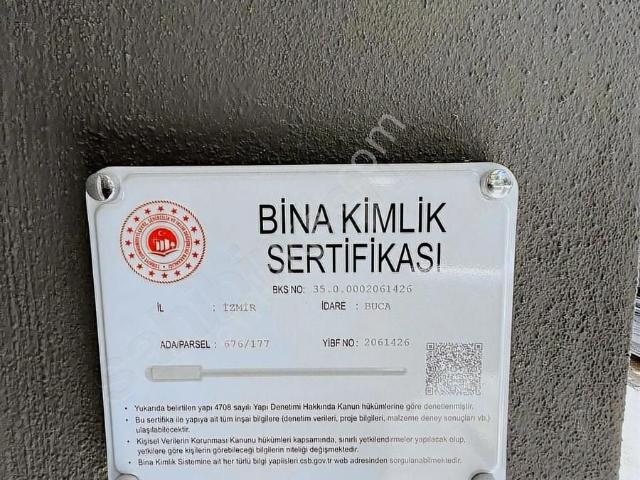 BİNA KİMLİK
SERTİFİKASI
BKS NO: 35.0.0002061426
İL : İZMİR İDARE : BUCA
ADA/PARSEL : 676/177 YİBF NO : 2061426
• Yukarıda belirtilen yapı 4708 sayılı Yapı Denetimi Hakkında Kanun hükümlerine göre denetlenmiştir.
• Bu sertifika ile yapıya ait tüm inşai bilgilere (denetim verileri, proje bilgileri, malzeme deney sonuçları vb.)
ulaşılabilecektir.
• Kişisel Verilerin Korunması Kanunu hükümleri kapsamında, sınırlı yetkilendirmeler yapılacak olup,
yetkilere göre kişilerin görebileceği bilgilerin niteliği değişmektedir.
• Bina Kimlik Sistemine ait her türlü bilgi yapiisleri.csb.gov.tr web adresinden sorgulanabilmektedir.